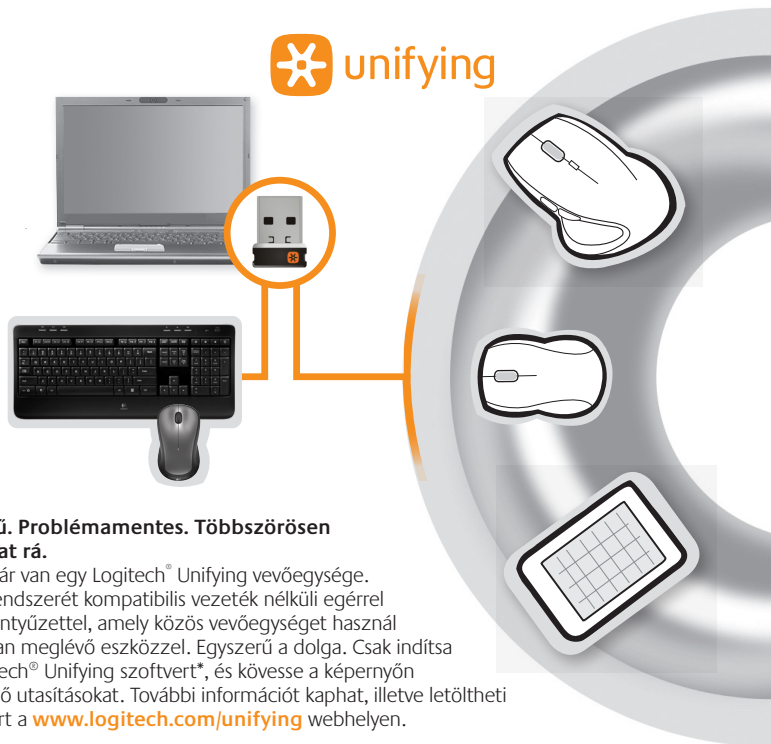 unifying
ű. Problémamentes. Többszörösen
at rá.
ár van egy Logitech® Unifying vevőegysége.
endszerét kompatibilis vezeték nélküli egérrel
ntyűzettel, amely közös vevőegységet használ
an meglévő eszközzel. Egyszerű a dolga. Csak indítsa
tech® Unifying szoftvert*, és kövesse a képernyőn
ő utasításokat. További információt kaphat, illetve letöltheti
rt a www.logitech.com/unifying webhelyen.